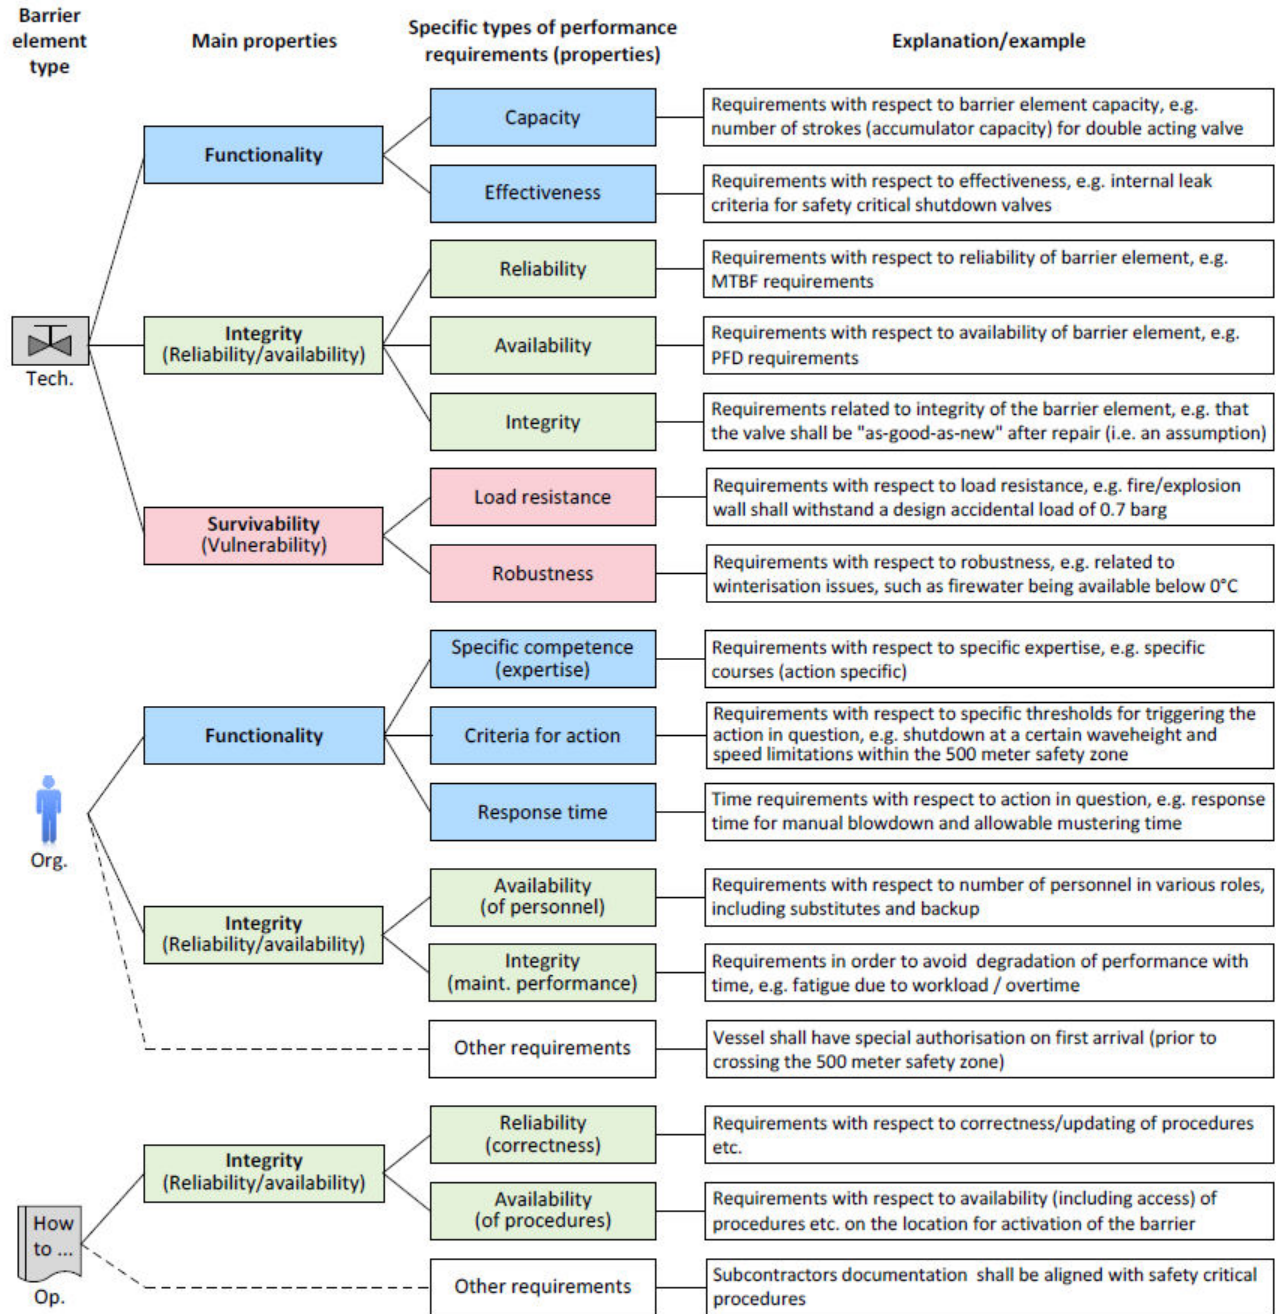 Barrier
element
type
Main properties
Specific types of performance
requirements (properties)
Explanation/example
Tech.
Functionality
Capacity
Requirements with respect to barrier element capacity, e.g.
number of strokes (accumulator capacity) for double acting valve
Effectiveness
Requirements with respect to effectiveness, e.g. internal leak
criteria for safety critical shutdown valves
Integrity
(Reliability/availability)
Reliability
Requirements with respect to reliability of barrier element, e.g.
MTBF requirements
Availability
Requirements with respect to availability of barrier element, e.g.
PFD requirements
Integrity
Requirements related to integrity of the barrier element, e.g. that
the valve shall be "as-good-as-new" after repair (i.e. an assumption)
Survivability
(Vulnerability)
Load resistance
Requirements with respect to load resistance, e.g. fire/explosion
wall shall withstand a design accidental load of 0.7 barg
Robustness
Requirements with respect to robustness, e.g. related to
winterisation issues, such as firewater being available below 0°C
Org.
Functionality
Specific competence
(expertise)
Requirements with respect to specific expertise, e.g. specific
courses (action specific)
Criteria for action
Requirements with respect to specific thresholds for triggering the
action in question, e.g. shutdown at a certain waveheight and
speed limitations within the 500 meter safety zone
Response time
Time requirements with respect to action in question, e.g. response
time for manual blowdown and allowable mustering time
Integrity
(Reliability/availability)
Availability
(of personnel)
Requirements with respect to number of personnel in various roles,
including substitutes and backup
Integrity
(maint. performance)
Requirements in order to avoid degradation of performance with
time, e.g. fatigue due to workload / overtime
Other requirements
Vessel shall have special authorisation on first arrival (prior to
crossing the 500 meter safety zone)
How
to ...
Op.
Integrity
(Reliability/availability)
Reliability
(correctness)
Requirements with respect to correctness/updating of procedures
etc.
Availability
(of procedures)
Requirements with respect to availability (including access) of
procedures etc. on the location for activation of the barrier
Other requirements
Subcontractors documentation shall be aligned with safety critical
procedures